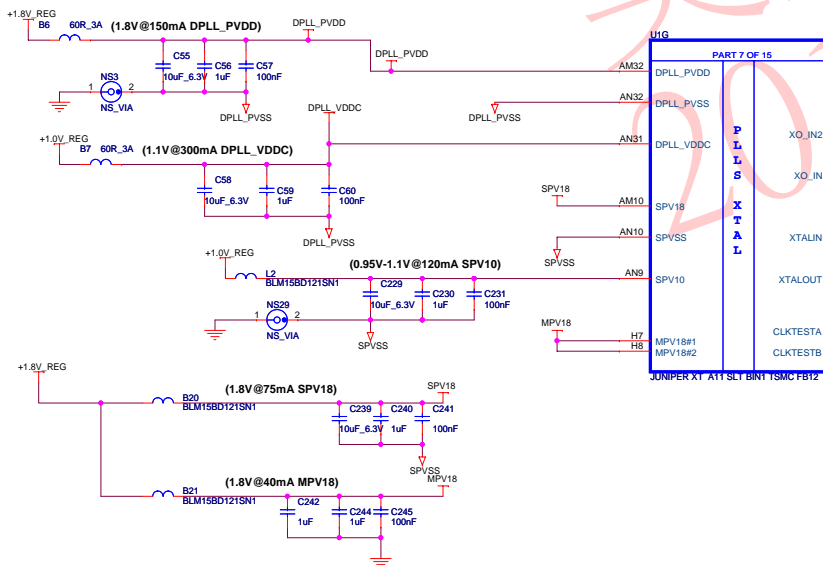 +1.8V_REG
B6
60R_3A
(1.8V@150mA DPLL_PVDD)
DPLL_PVDD
DPLL_PVDD
C55
10uF_6.3V
C56
1uF
C57
100nF
NS3
1
2
NS_VIA
DPLL_PVSS
DPLL_PVSS
DPLL_VDDC
+1.0V_REG
B7
60R_3A
(1.1V@300mA DPLL_VDDC)
C58
10uF_6.3V
C59
1uF
C60
100nF
DPLL_PVSS
+1.0V_REG
L2
BLM15BD121SN1
(0.95V-1.1V@120mA SPV10)
C229
10uF_6.3V
C230
1uF
C231
100nF
NS29
1
2
NS_VIA
SPVSS
SPV18
SPVSS
MPV18
+1.8V_REG
B20
BLM15BD121SN1
(1.8V@75mA SPV18)
SPV18
C239
10uF_6.3V
C240
1uF
C241
100nF
SPVSS
B21
BLM15BD121SN1
(1.8V@40mA MPV18)
MPV18
C242
1uF
C244
1uF
C245
100nF
U1G
PART 7 OF 15
AM32
DPLL_PVDD
AN32
DPLL_PVSS
AN31
DPLL_VDDC
AM10
SPV18
AN10
SPVSS
AN9
SPV10
H7
MPV18#1
H8
MPV18#2
PLLS XTAL
XO_IN2
XO_IN
XTALIN
XTALOUT
CLKTESTA
CLKTESTB
JUNIPER XT A11 SLT BIN1 TSMC FB12